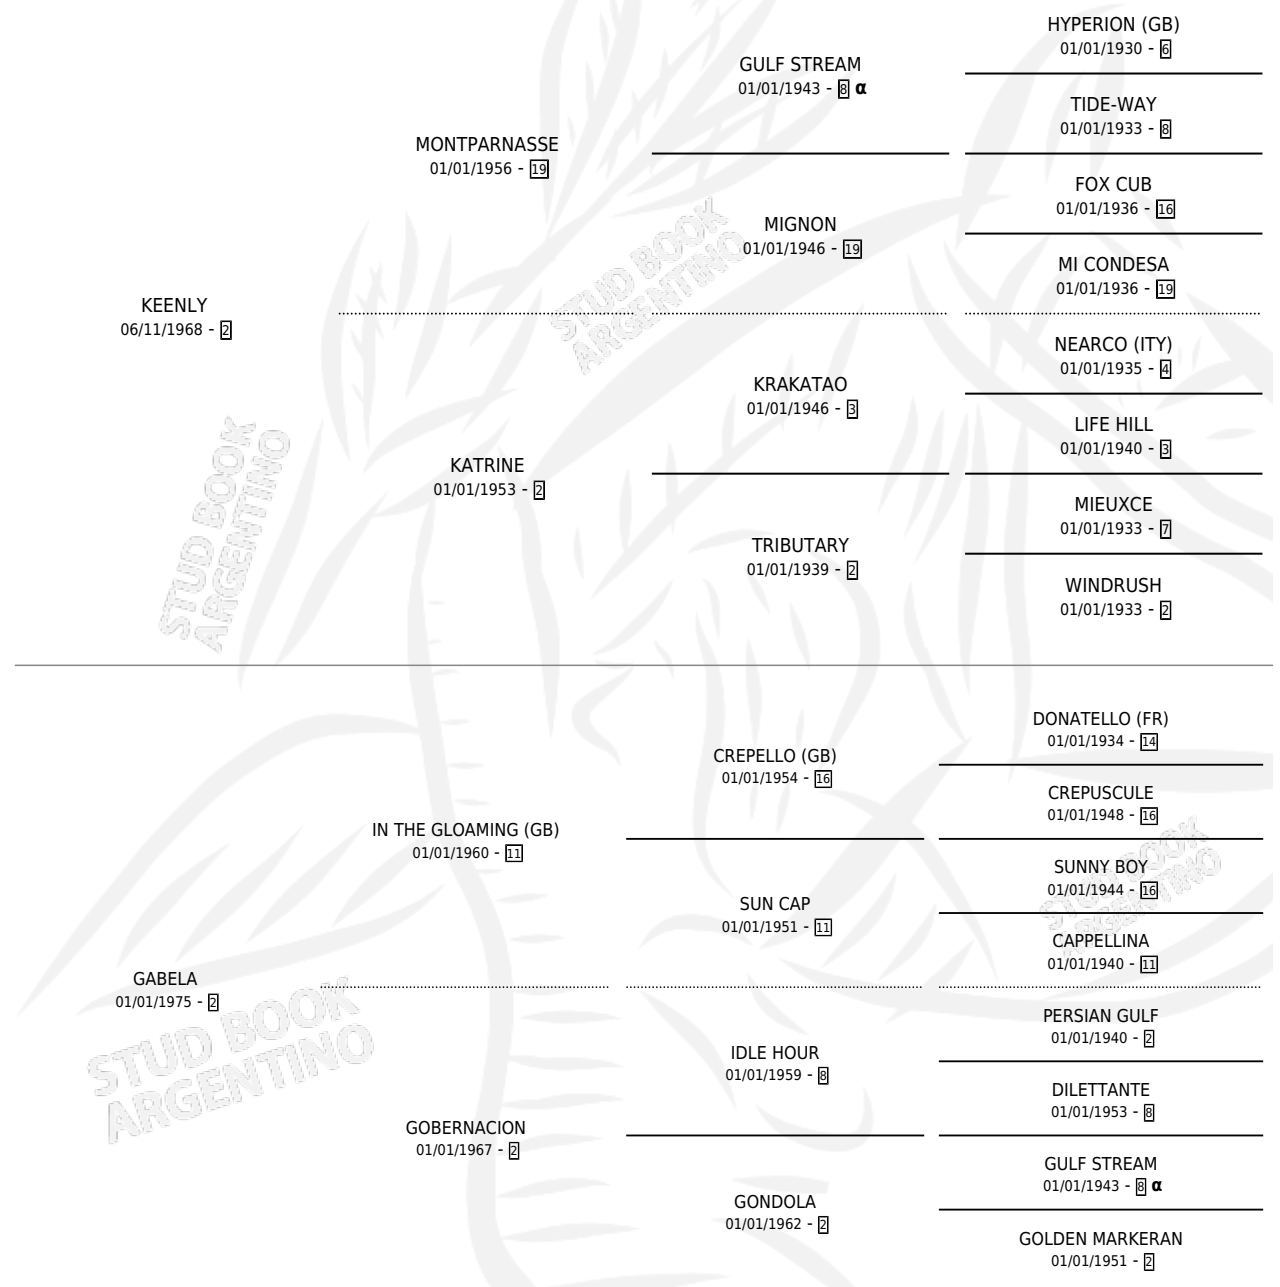 HYPERION (GB)
01/01/1930 - 6
GULF STREAM
01/01/1943 - 8 α
TIDE-WAY
01/01/1933 - 8
MONTPARNASSE
01/01/1956 - 19
FOX CUB
01/01/1936 - 16
MIGNON
01/01/1946 - 19
MI CONDESA
01/01/1936 - 19
KEENLY
06/11/1968 - 2
NEARCO (ITY)
01/01/1935 - 4
KRAKATAO
01/01/1946 - 3
LIFE HILL
01/01/1940 - 3
KATRINE
01/01/1953 - 2
MIEUXCE
01/01/1933 - 7
TRIBUTARY
01/01/1939 - 2
WINDRUSH
01/01/1933 - 2
DONATELLO (FR)
01/01/1934 - 14
CREPELLO (GB)
01/01/1954 - 16
CREPUSCULE
01/01/1948 - 16
IN THE GLOAMING (GB)
01/01/1960 - 11
SUNNY BOY
01/01/1944 - 16
SUN CAP
01/01/1951 - 11
CAPPELLINA
01/01/1940 - 11
GABELA
01/01/1975 - 2
PERSIAN GULF
01/01/1940 - 2
IDLE HOUR
01/01/1959 - 8
DILETTANTE
01/01/1953 - 8
GOBERNACION
01/01/1967 - 2
GULF STREAM
01/01/1943 - 8 α
GONDOLA
01/01/1962 - 2
GOLDEN MARKERAN
01/01/1951 - 2
STUD BOOK
ARGENTINO
STUD BOOK
ARGENTINO
STUD BOOK
ARGENTINO
STUD BOOK
ARGENTINO